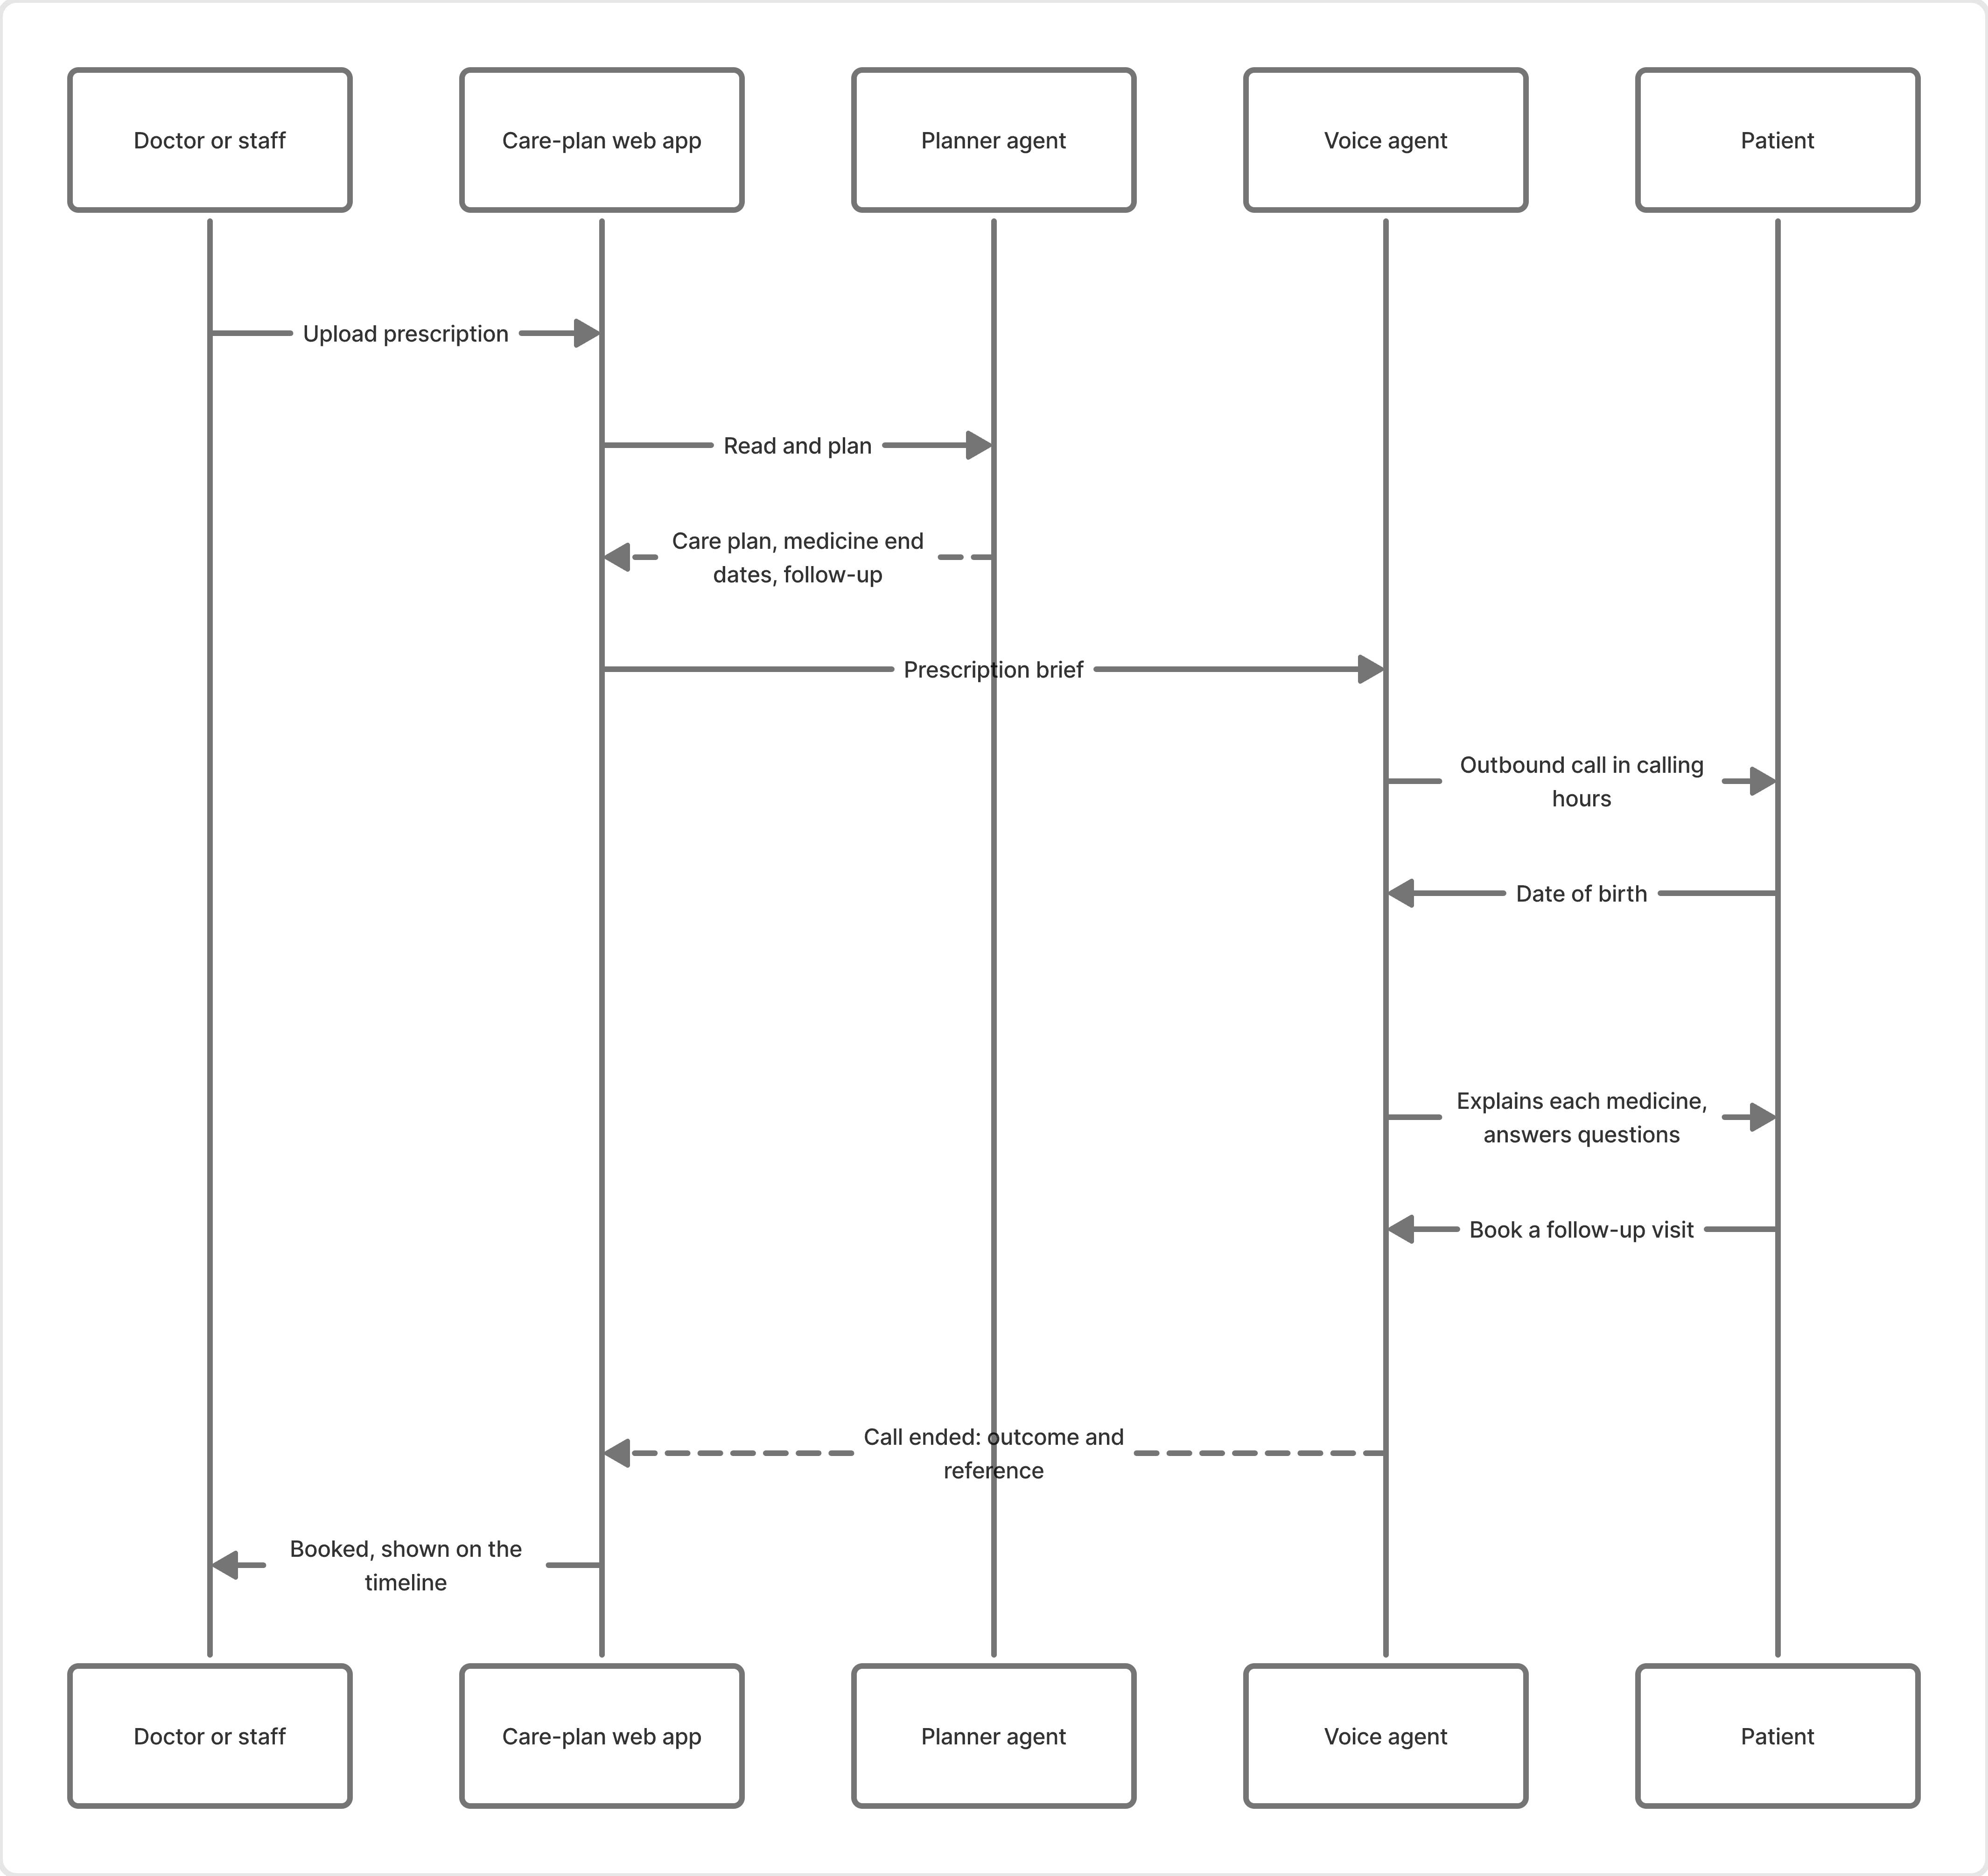 Doctor or staff
Care-plan web app
Planner agent
Voice agent
Patient
Upload prescription
Read and plan
Care plan, medicine end
dates, follow-up
Prescription brief
Outbound call in calling
hours
Date of birth
Explains each medicine,
answers questions
Book a follow-up visit
Call ended: outcome and
reference
Booked, shown on the
timeline
Doctor or staff
Care-plan web app
Planner agent
Voice agent
Patient